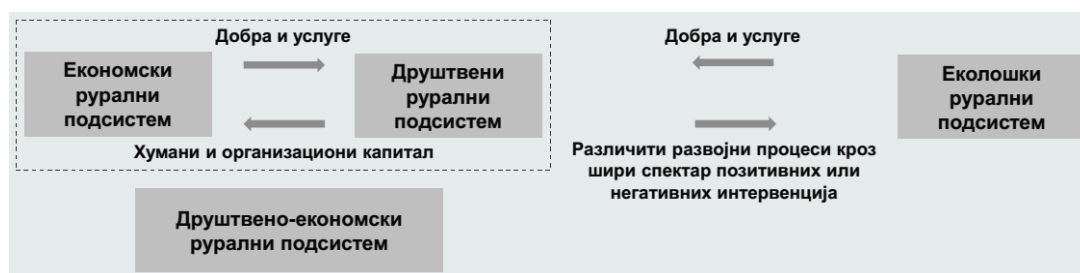 Добра и услуге
Економски
рурални
подсистем
Друштвени
рурални
подсистем
Хумани и организациони капитал
Друштвено-економски
рурални подсистем
Добра и услуге
Различити развојни процеси кроз
шири спектар позитивних или
негативних интервенција
Еколошки
рурални
подсистем